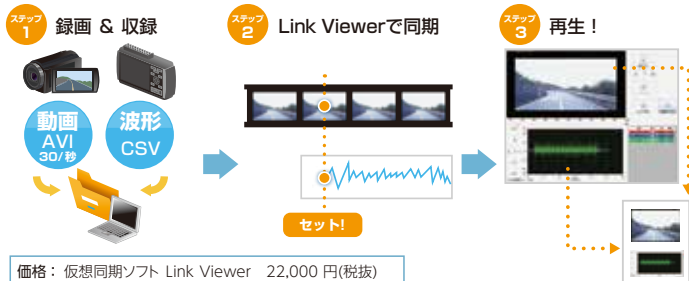 ステップ
1
録画 & 収録
ステップ
2
Link Viewerで同期
ステップ
3
再生！
動画
AVI
30/秒
波形
CSV
セット!
価格： 仮想同期ソフト Link Viewer　22,000 円(税抜)